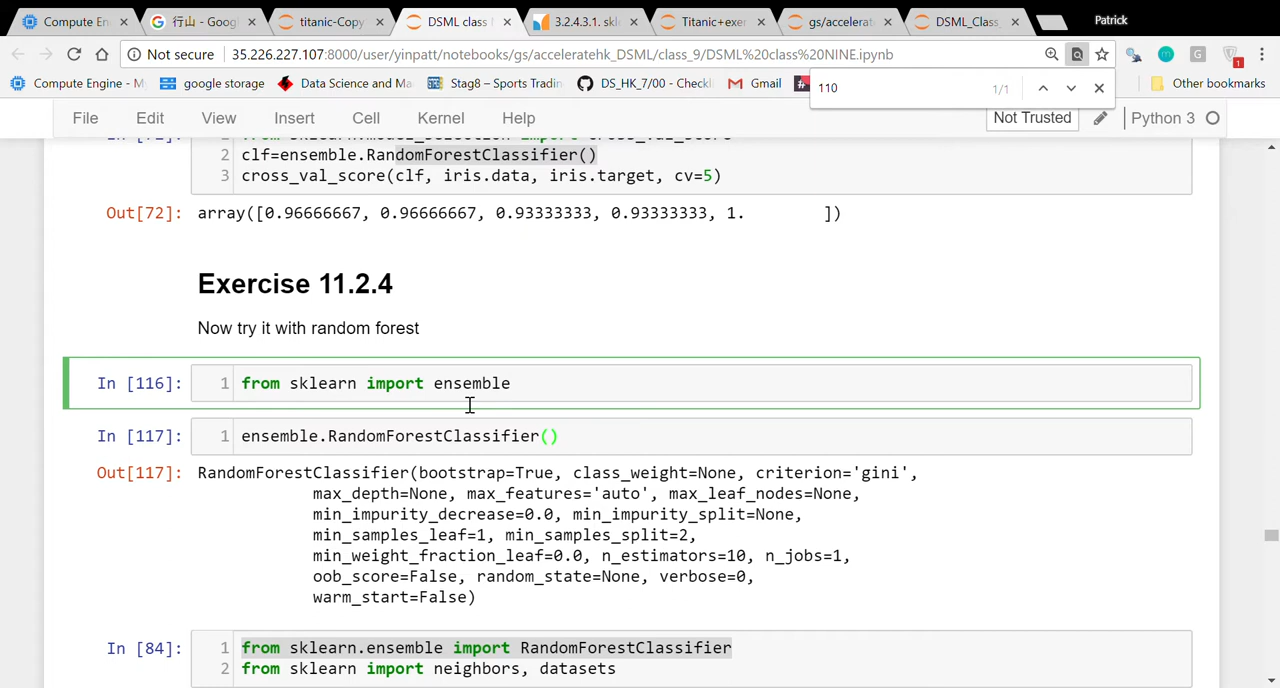 Compute En
行山 - Goog
titanic-Copy
DSML class N
3.2.4.3.1. sk
Titanic+exer
gs/accelerat
DSML_Class_
Patrick
Not secure
35.226.227.107:8000/user/yinpatt/notebooks/gs/acceleratehk_DSML/class_9/DSML%20class%20NINE.ipynb
Compute Engine - My
google storage
Data Science and Ma
Stag8 – Sports Tradin
DS_HK_7/00 - Checkl
Gmail
110
1/1
Other bookmarks
File Edit View Insert Cell Kernel Help
Not Trusted
Python 3
2 clf=ensemble.RandomForestClassifier()
3 cross_val_score(clf, iris.data, iris.target, cv=5)
Out[72]: array([0.96666667, 0.96666667, 0.93333333, 0.93333333, 1. ])
Exercise 11.2.4
Now try it with random forest
In [116]: 1 from sklearn import ensemble
In [117]: 1 ensemble.RandomForestClassifier()
Out[117]: RandomForestClassifier(bootstrap=True, class_weight=None, criterion='gini',
max_depth=None, max_features='auto', max_leaf_nodes=None,
min_impurity_decrease=0.0, min_impurity_split=None,
min_samples_leaf=1, min_samples_split=2,
min_weight_fraction_leaf=0.0, n_estimators=10, n_jobs=1,
oob_score=False, random_state=None, verbose=0,
warm_start=False)
In [84]: 1 from sklearn.ensemble import RandomForestClassifier
2 from sklearn import neighbors, datasets